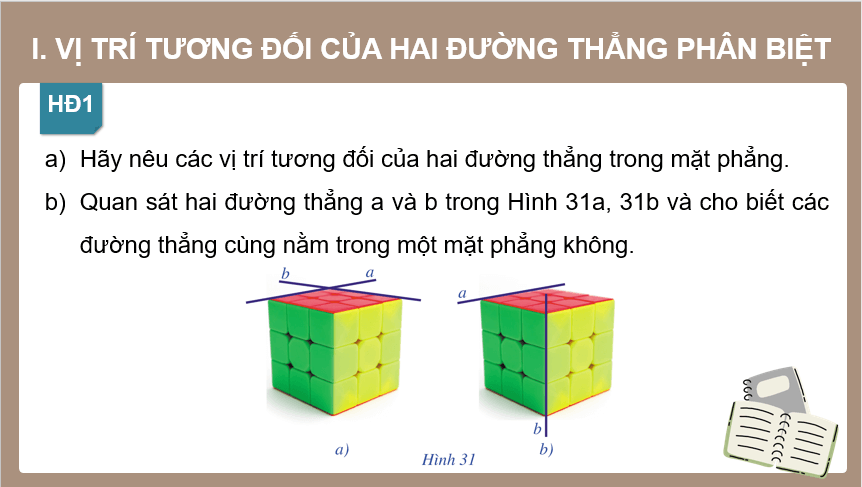 I. VỊ TRÍ TƯƠNG ĐỐI CỦA HAI ĐƯỜNG THẲNG PHÂN BIỆT
HĐ1
a) Hãy nêu các vị trí tương đối của hai đường thẳng trong mặt phẳng.
b) Quan sát hai đường thẳng a và b trong Hình 31a, 31b và cho biết các
đường thẳng cùng nằm trong một mặt phẳng không.
b a
a
b
a) b)
Hình 31